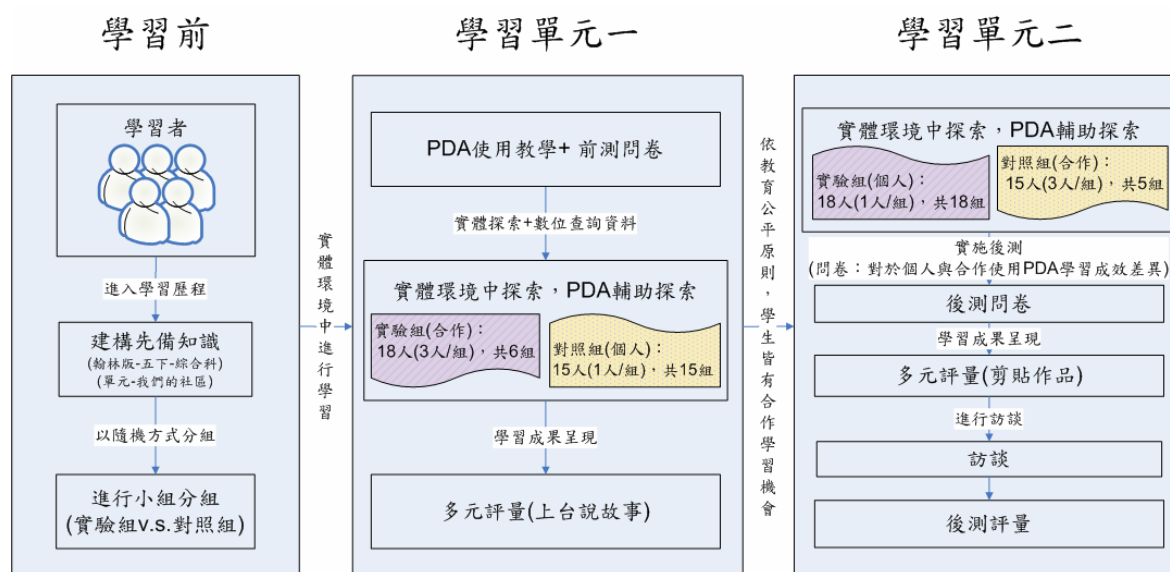 學習前
學習者
進入學習歷程
建構先備知識
(翰林版-五下-綜合科)
(單元-我們的社區)
以隨機方式分組
進行小組分組
(實驗組v.s.對照組)
實體環境中進行學習
學習單元一
PDA使用教學+ 前測問卷
實體探索+數位查詢資料
實體環境中探索，PDA輔助探索
實驗組(合作)：
18人(3人/組)，共6組
對照組(個人)：
15人(1人/組)，共15組
學習成果呈現
多元評量(上台說故事)
依教育公平原則，學生皆有合作學習機會
學習單元二
實體環境中探索，PDA輔助探索
實驗組(個人)：
18人(1人/組)，共18組
對照組(合作)：
15人(3人/組)，共5組
實施後測
(問卷：對於個人與合作使用PDA學習成效差異)
後測問卷
學習成果呈現
多元評量(剪貼作品)
進行訪談
訪談
後測評量